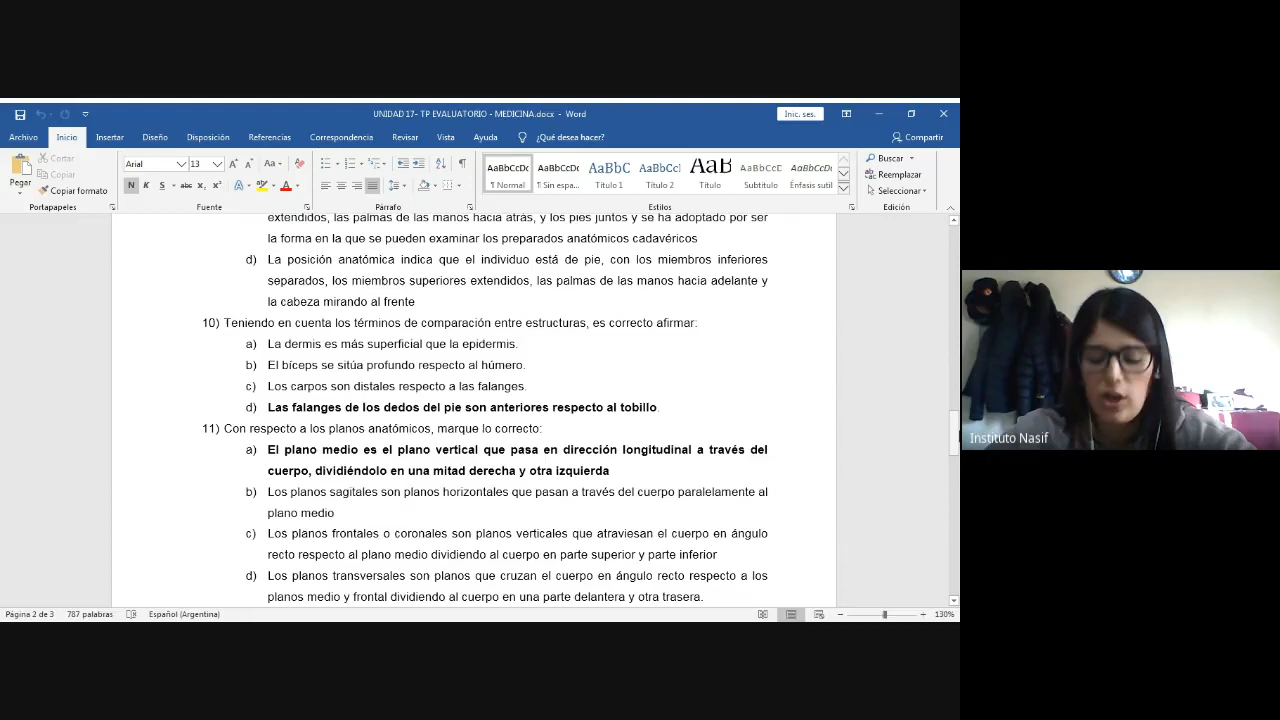 UNIDAD 17- TP EVALUATORIO - MEDICINA.docx - Word
Inic. ses.
Archivo Inicio Insertar Diseño Disposición Referencias Correspondencia Revisar Vista Ayuda ¿Qué desea hacer? Compartir
Pegar
Cortar
Copiar
Copiar formato
Portapapeles
Arial 13
Fuente
Párrafo
AaBbCcDc AaBbCcDc AaBbC AaBbCcI AaB AaBbCcD AaBbCcDc
¶ Normal ¶ Sin espa... Título 1 Título 2 Título Subtítulo Énfasis sutil
Estilos
Buscar
Reemplazar
Seleccionar
Edición
extendidos, las palmas de las manos hacia atrás, y los pies juntos y se ha adoptado por ser
la forma en la que se pueden examinar los preparados anatómicos cadavéricos
d) La posición anatómica indica que el individuo está de pie, con los miembros inferiores
separados, los miembros superiores extendidos, las palmas de las manos hacia adelante y
la cabeza mirando al frente
10) Teniendo en cuenta los términos de comparación entre estructuras, es correcto afirmar:
a) La dermis es más superficial que la epidermis.
b) El bíceps se sitúa profundo respecto al húmero.
c) Los carpos son distales respecto a las falanges.
d) Las falanges de los dedos del pie son anteriores respecto al tobillo.
11) Con respecto a los planos anatómicos, marque lo correcto:
a) El plano medio es el plano vertical que pasa en dirección longitudinal a través del
cuerpo, dividiéndolo en una mitad derecha y otra izquierda
b) Los planos sagitales son planos horizontales que pasan a través del cuerpo paralelamente al
plano medio
c) Los planos frontales o coronales son planos verticales que atraviesan el cuerpo en ángulo
recto respecto al plano medio dividiendo al cuerpo en parte superior y parte inferior
d) Los planos transversales son planos que cruzan el cuerpo en ángulo recto respecto a los
planos medio y frontal dividiendo al cuerpo en una parte delantera y otra trasera.
Página 2 de 3 787 palabras Español (Argentina) 130%
Instituto Nasif